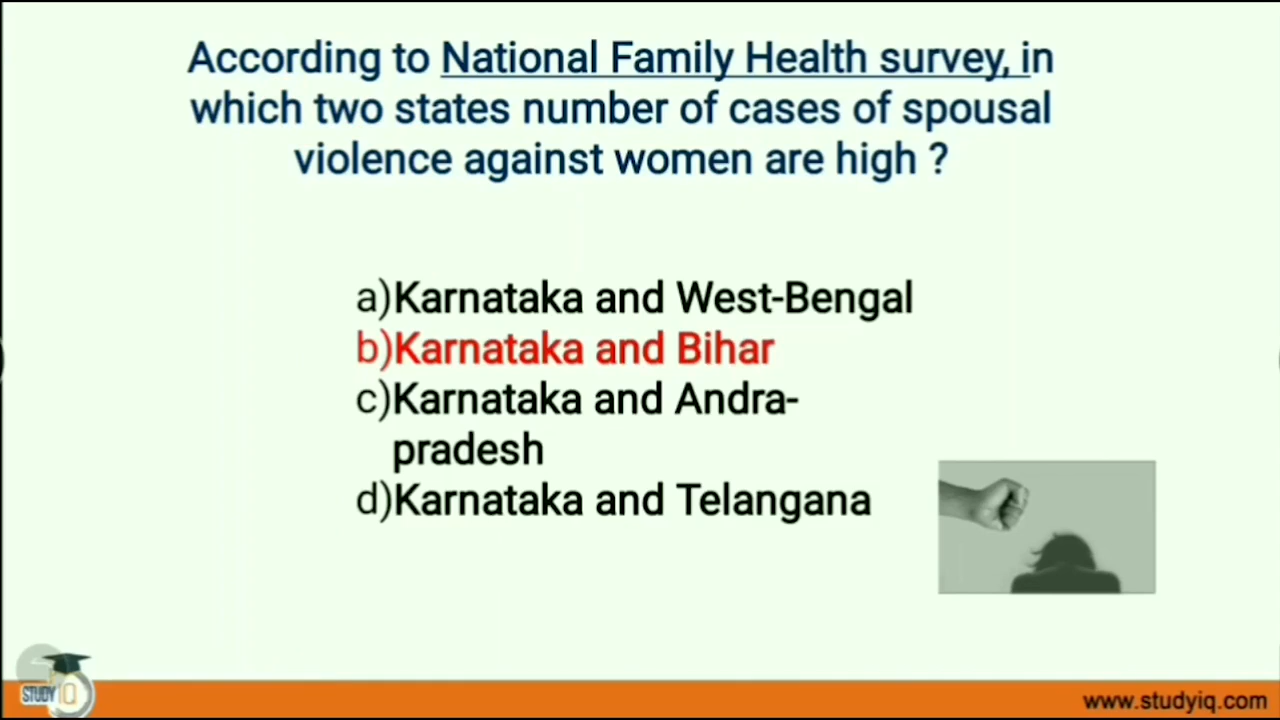 According to National Family Health survey, in
which two states number of cases of spousal
violence against women are high ?
a)Karnataka and West-Bengal
b)Karnataka and Bihar
c)Karnataka and Andra-
pradesh
d)Karnataka and Telangana
STUDY IQ
www.studyiq.com